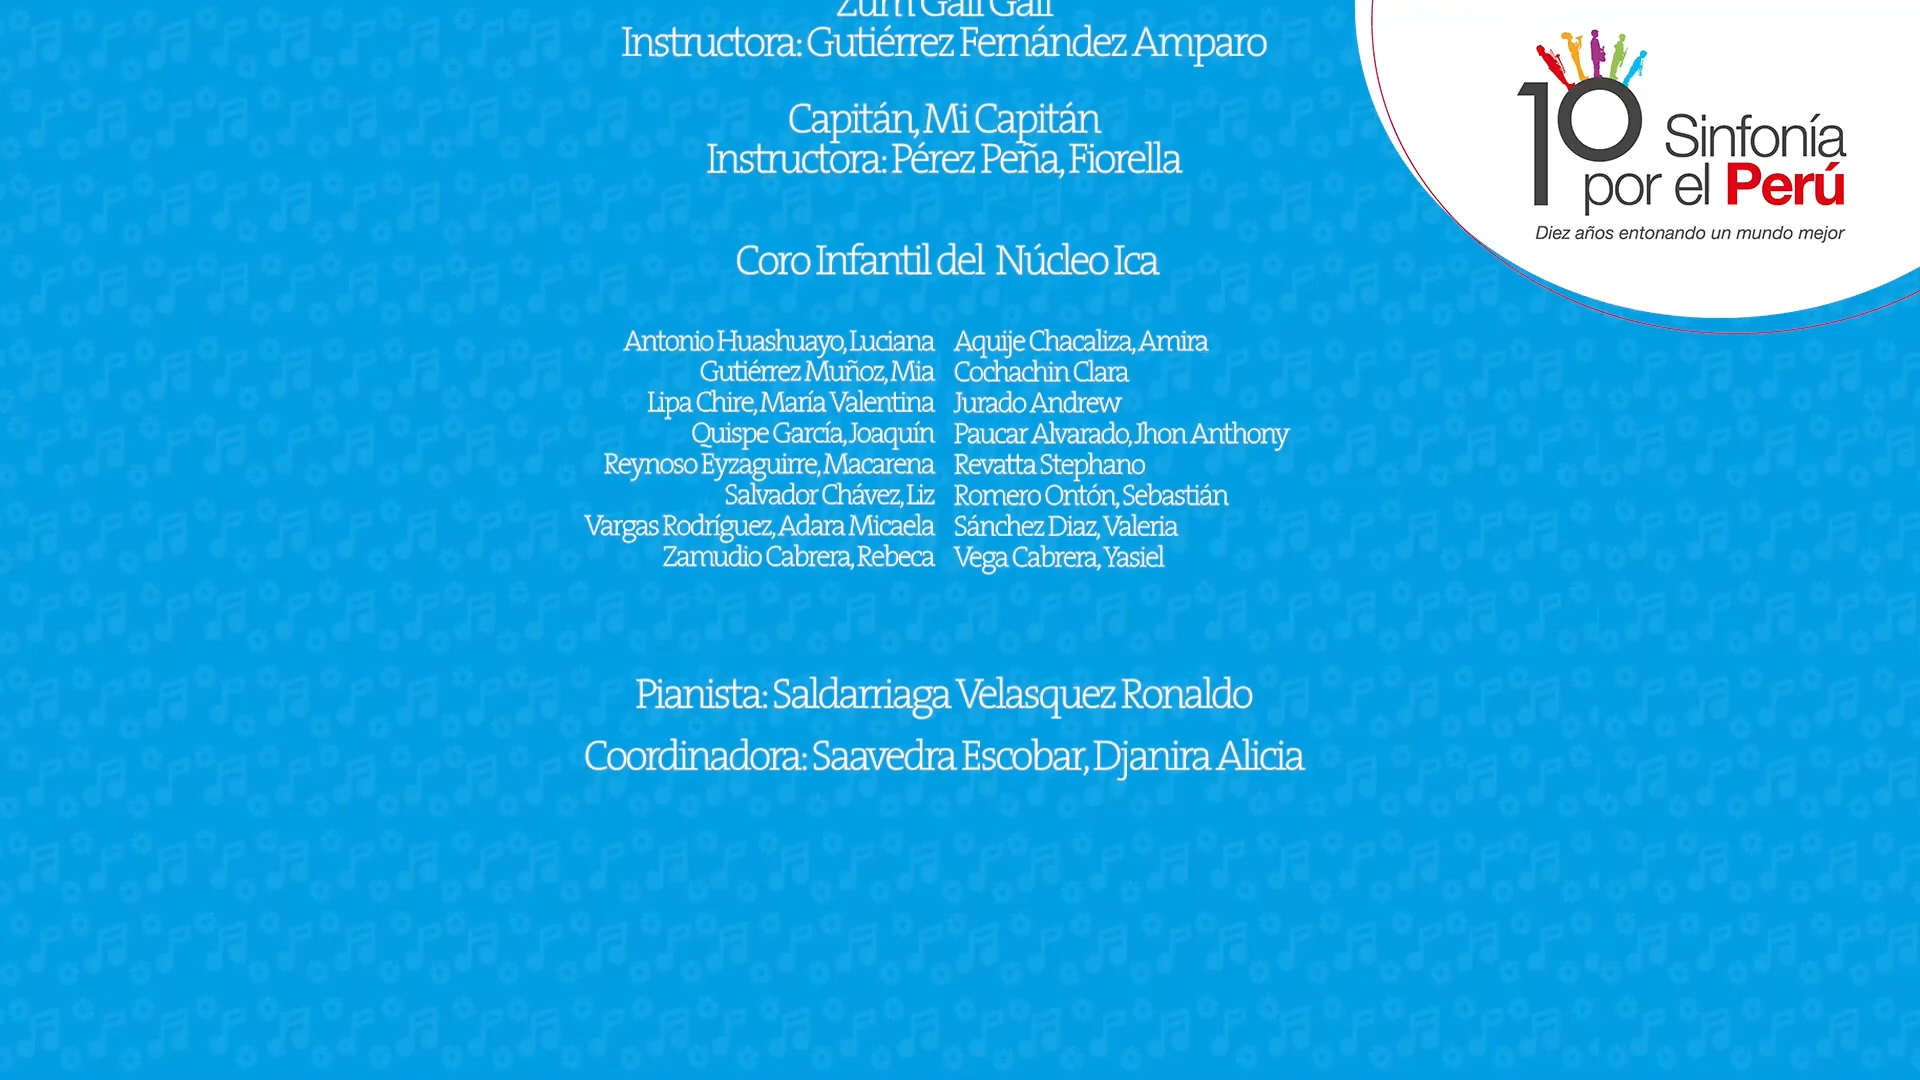 Zum Gali Gali
Instructora: Gutiérrez Fernández Amparo
Capitán, Mi Capitán
Instructora: Pérez Peña, Fiorella
Coro Infantil del Núcleo Ica
Antonio Huashuayo, Luciana Aquije Chacaliza, Amira
Gutiérrez Muñoz, Mia Cochachin Clara
Lipa Chire, María Valentina Jurado Andrew
Quispe García, Joaquín Paucar Alvarado, Jhon Anthony
Reynoso Eyzaguirre, Macarena Revatta Stephano
Salvador Chávez, Liz Romero Ontón, Sebastián
Vargas Rodríguez, Adara Micaela Sánchez Diaz, Valeria
Zamudio Cabrera, Rebeca Vega Cabrera, Yasiel
Pianista: Saldarriaga Velasquez Ronaldo
Coordinadora: Saavedra Escobar, Djanira Alicia
10 Sinfonía
por el Perú
Diez años entonando un mundo mejor